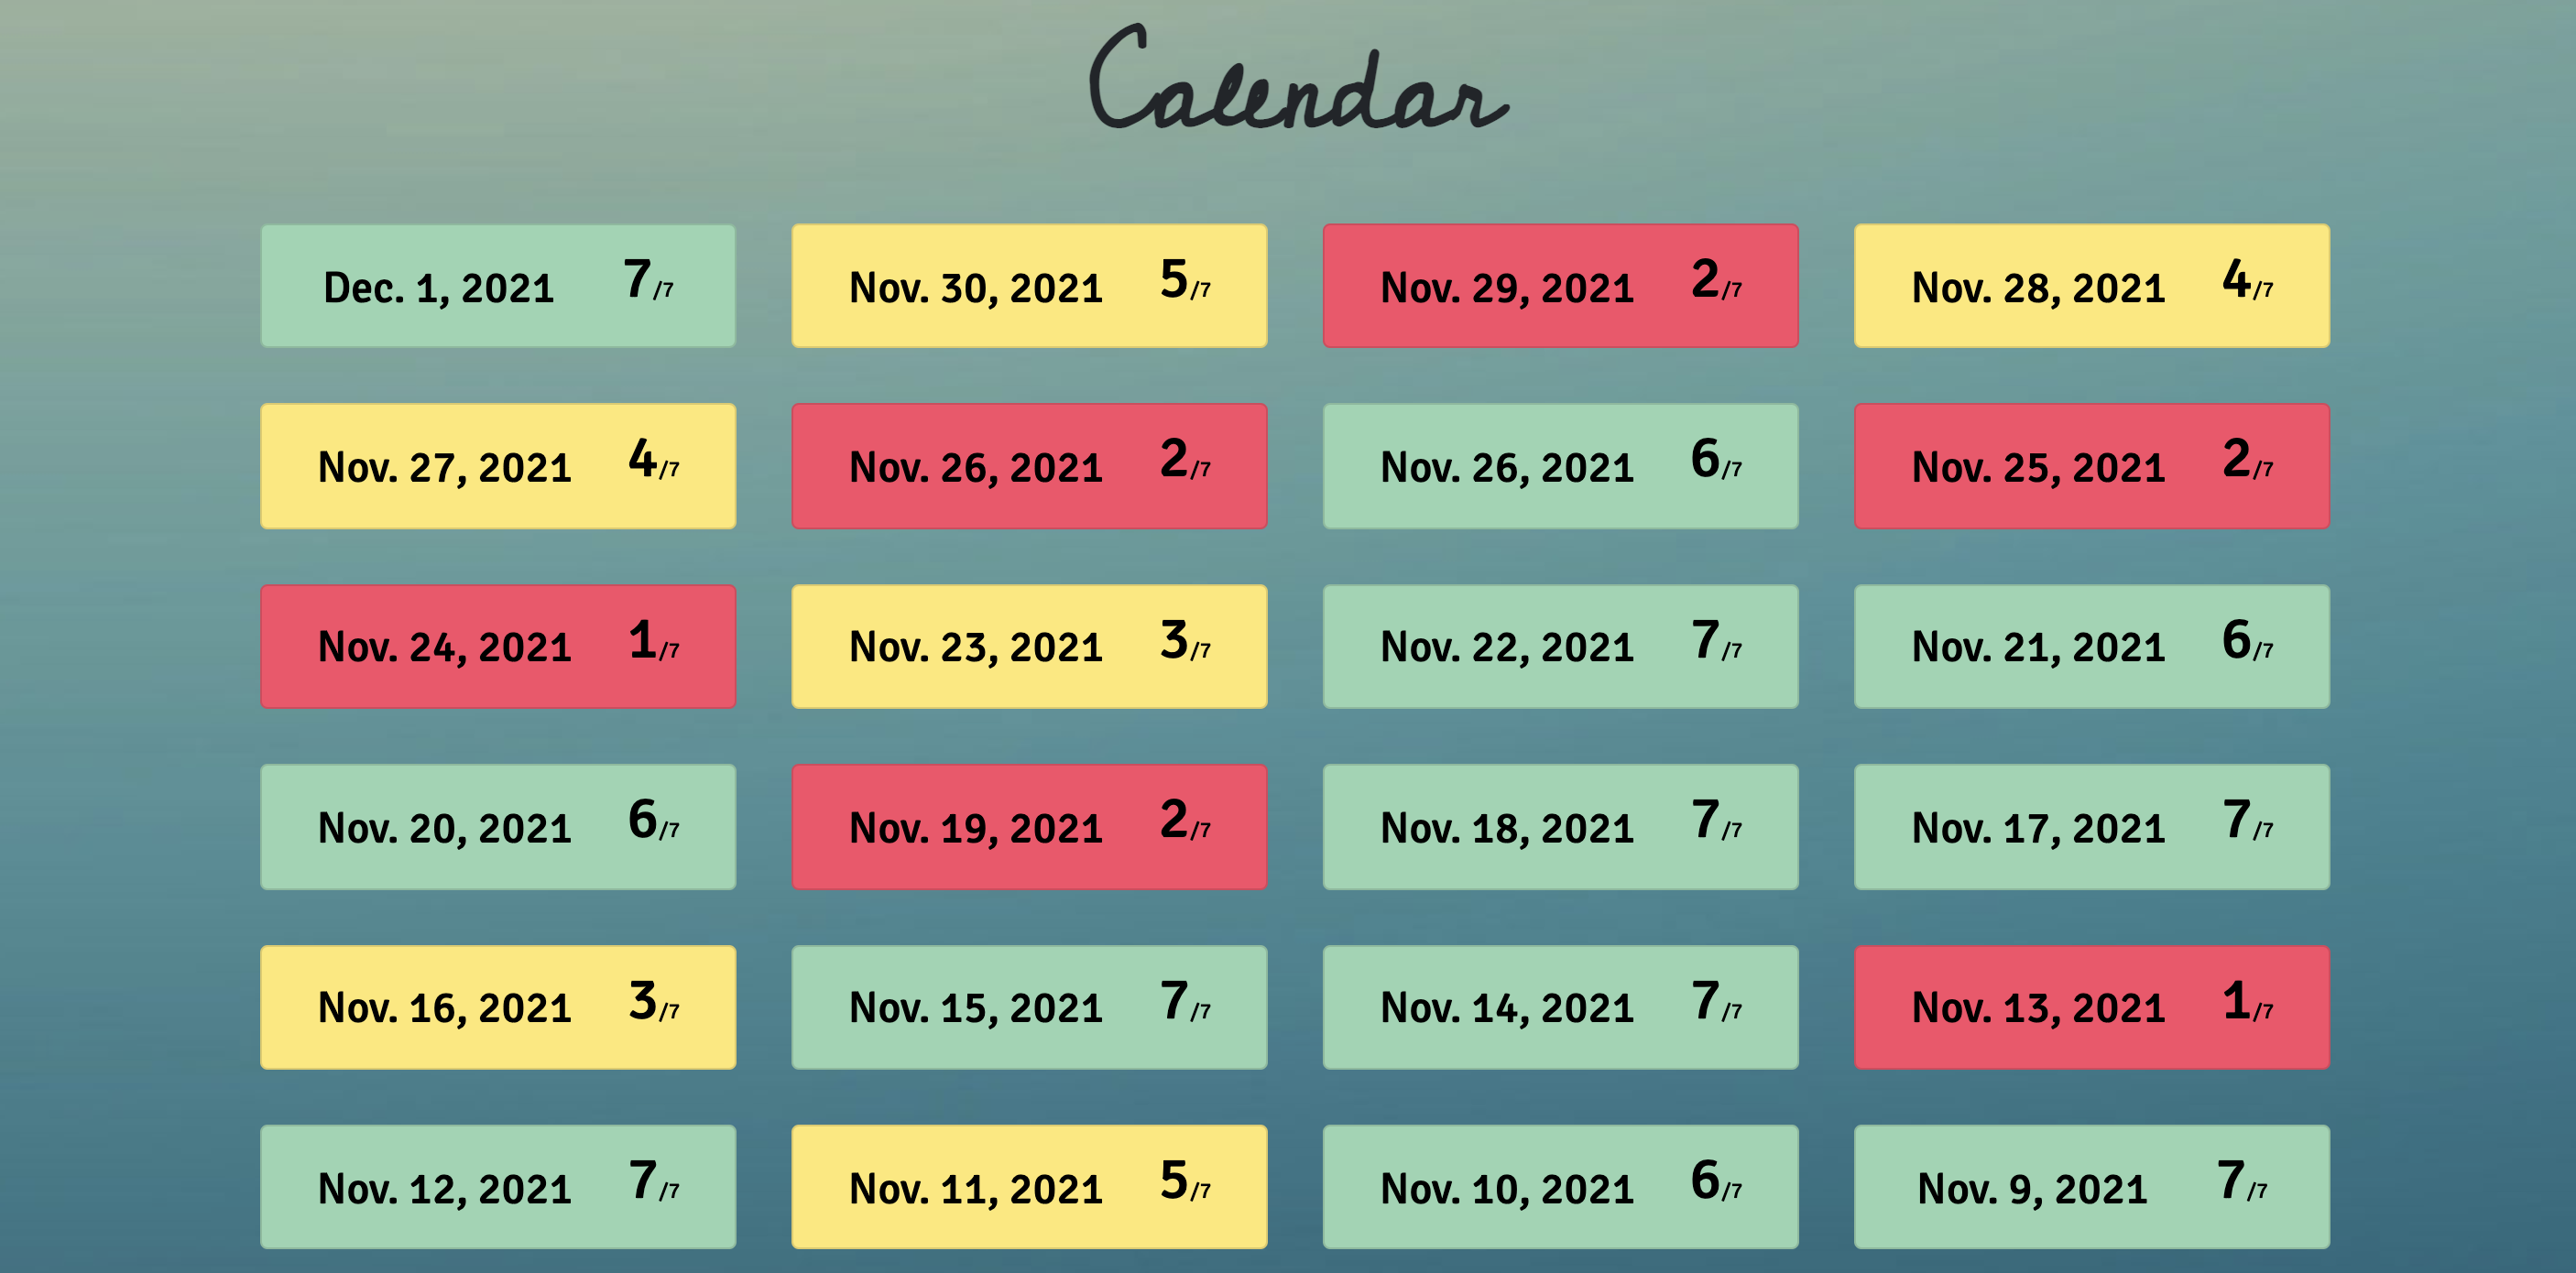 Calendar
Dec. 1, 2021 7/7
Nov. 30, 2021 5/7
Nov. 29, 2021 2/7
Nov. 28, 2021 4/7
Nov. 27, 2021 4/7
Nov. 26, 2021 2/7
Nov. 26, 2021 6/7
Nov. 25, 2021 2/7
Nov. 24, 2021 1/7
Nov. 23, 2021 3/7
Nov. 22, 2021 7/7
Nov. 21, 2021 6/7
Nov. 20, 2021 6/7
Nov. 19, 2021 2/7
Nov. 18, 2021 7/7
Nov. 17, 2021 7/7
Nov. 16, 2021 3/7
Nov. 15, 2021 7/7
Nov. 14, 2021 7/7
Nov. 13, 2021 1/7
Nov. 12, 2021 7/7
Nov. 11, 2021 5/7
Nov. 10, 2021 6/7
Nov. 9, 2021 7/7